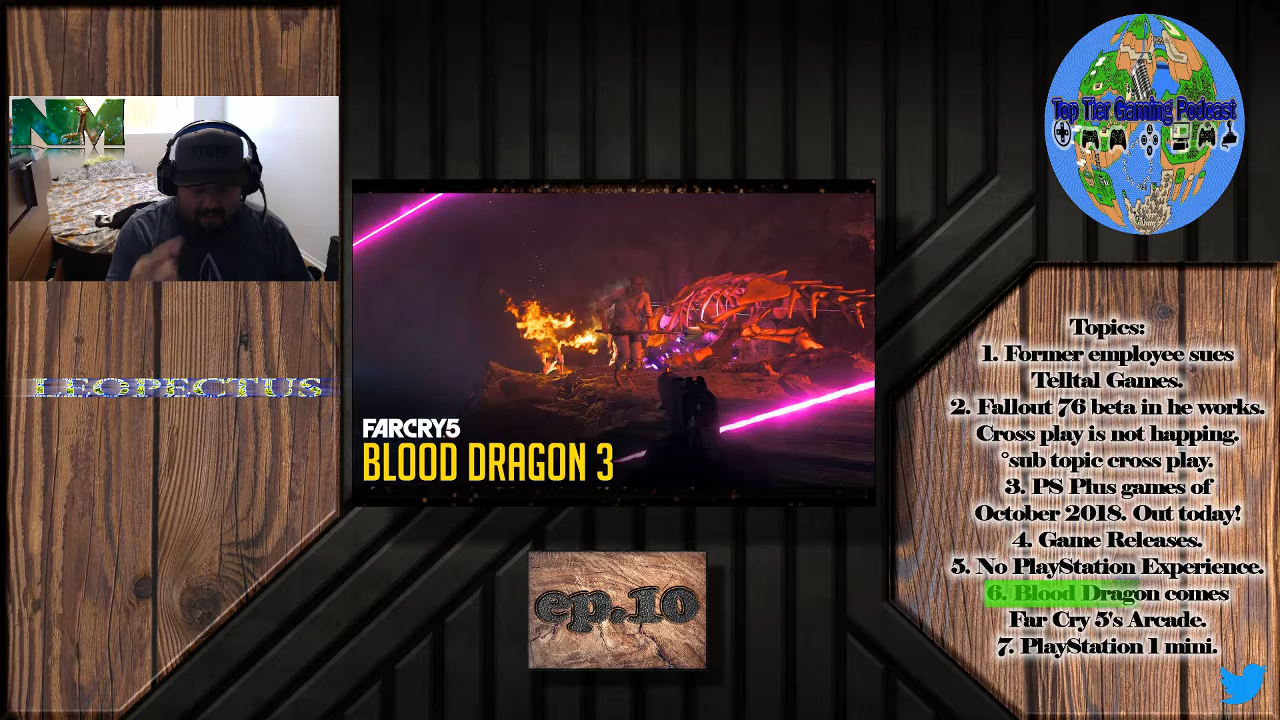 NM
Top Tier Gaming Podcast
LEOPECTUS
FARCRY5
BLOOD DRAGON 3
ep.10
Topics:
1. Former employee sues
Telltal Games.
2. Fallout 76 beta in he works.
Cross play is not happing.
°sub topic cross play.
3. PS Plus games of
October 2018. Out today!
4. Game Releases.
5. No PlayStation Experience.
6. Blood Dragon comes
Far Cry 5's Arcade.
7. PlayStation 1 mini.